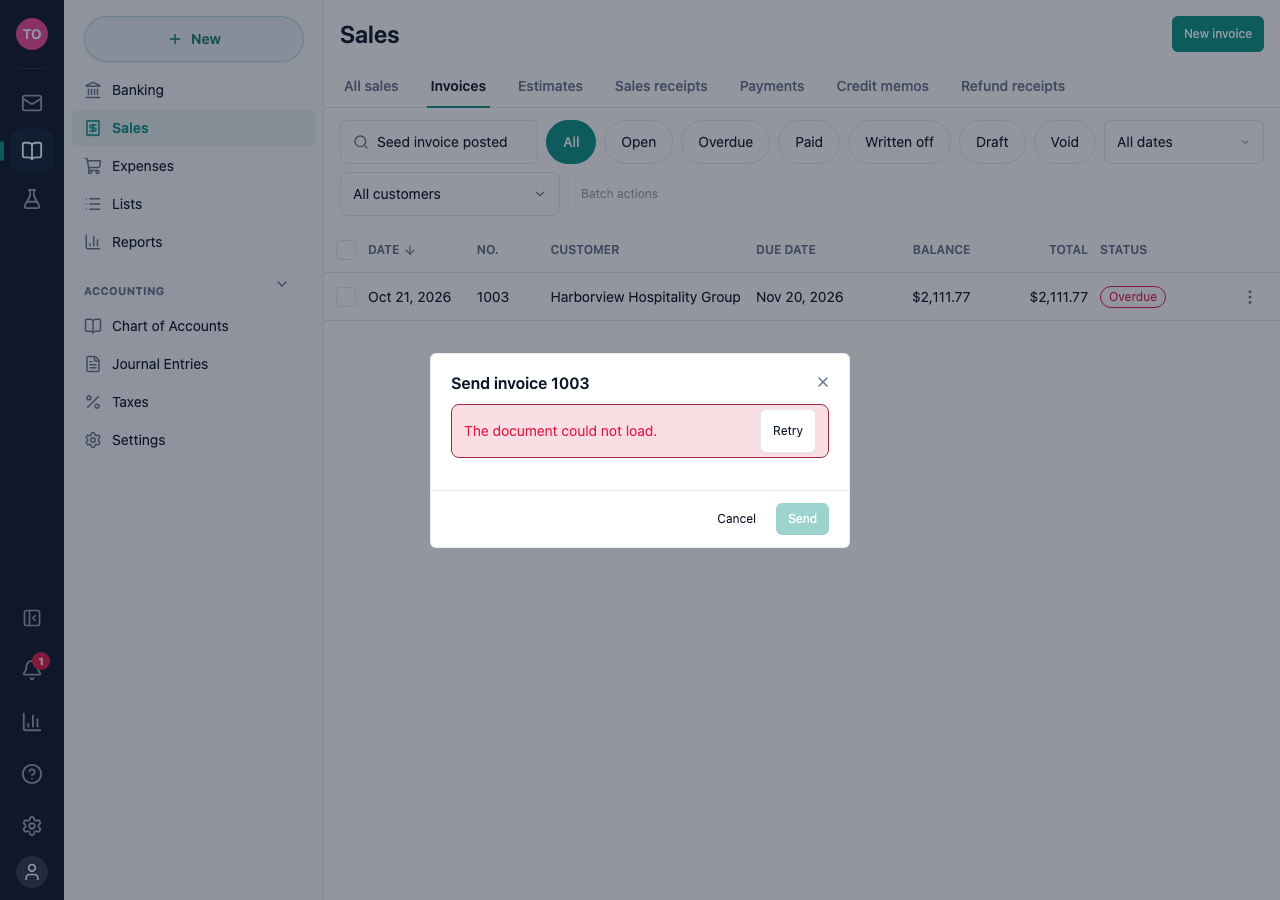 TO
New
Banking
Sales
Expenses
Lists
Reports
ACCOUNTING
Chart of Accounts
Journal Entries
Taxes
Settings
1
Sales
New invoice
All sales Invoices Estimates Sales receipts Payments Credit memos Refund receipts
Seed invoice posted All Open Overdue Paid Written off Draft Void All dates
All customers Batch actions
DATE NO. CUSTOMER DUE DATE BALANCE TOTAL STATUS
Oct 21, 2026 1003 Harborview Hospitality Group Nov 20, 2026 $2,111.77 $2,111.77 Overdue
Send invoice 1003
The document could not load. Retry
Cancel Send